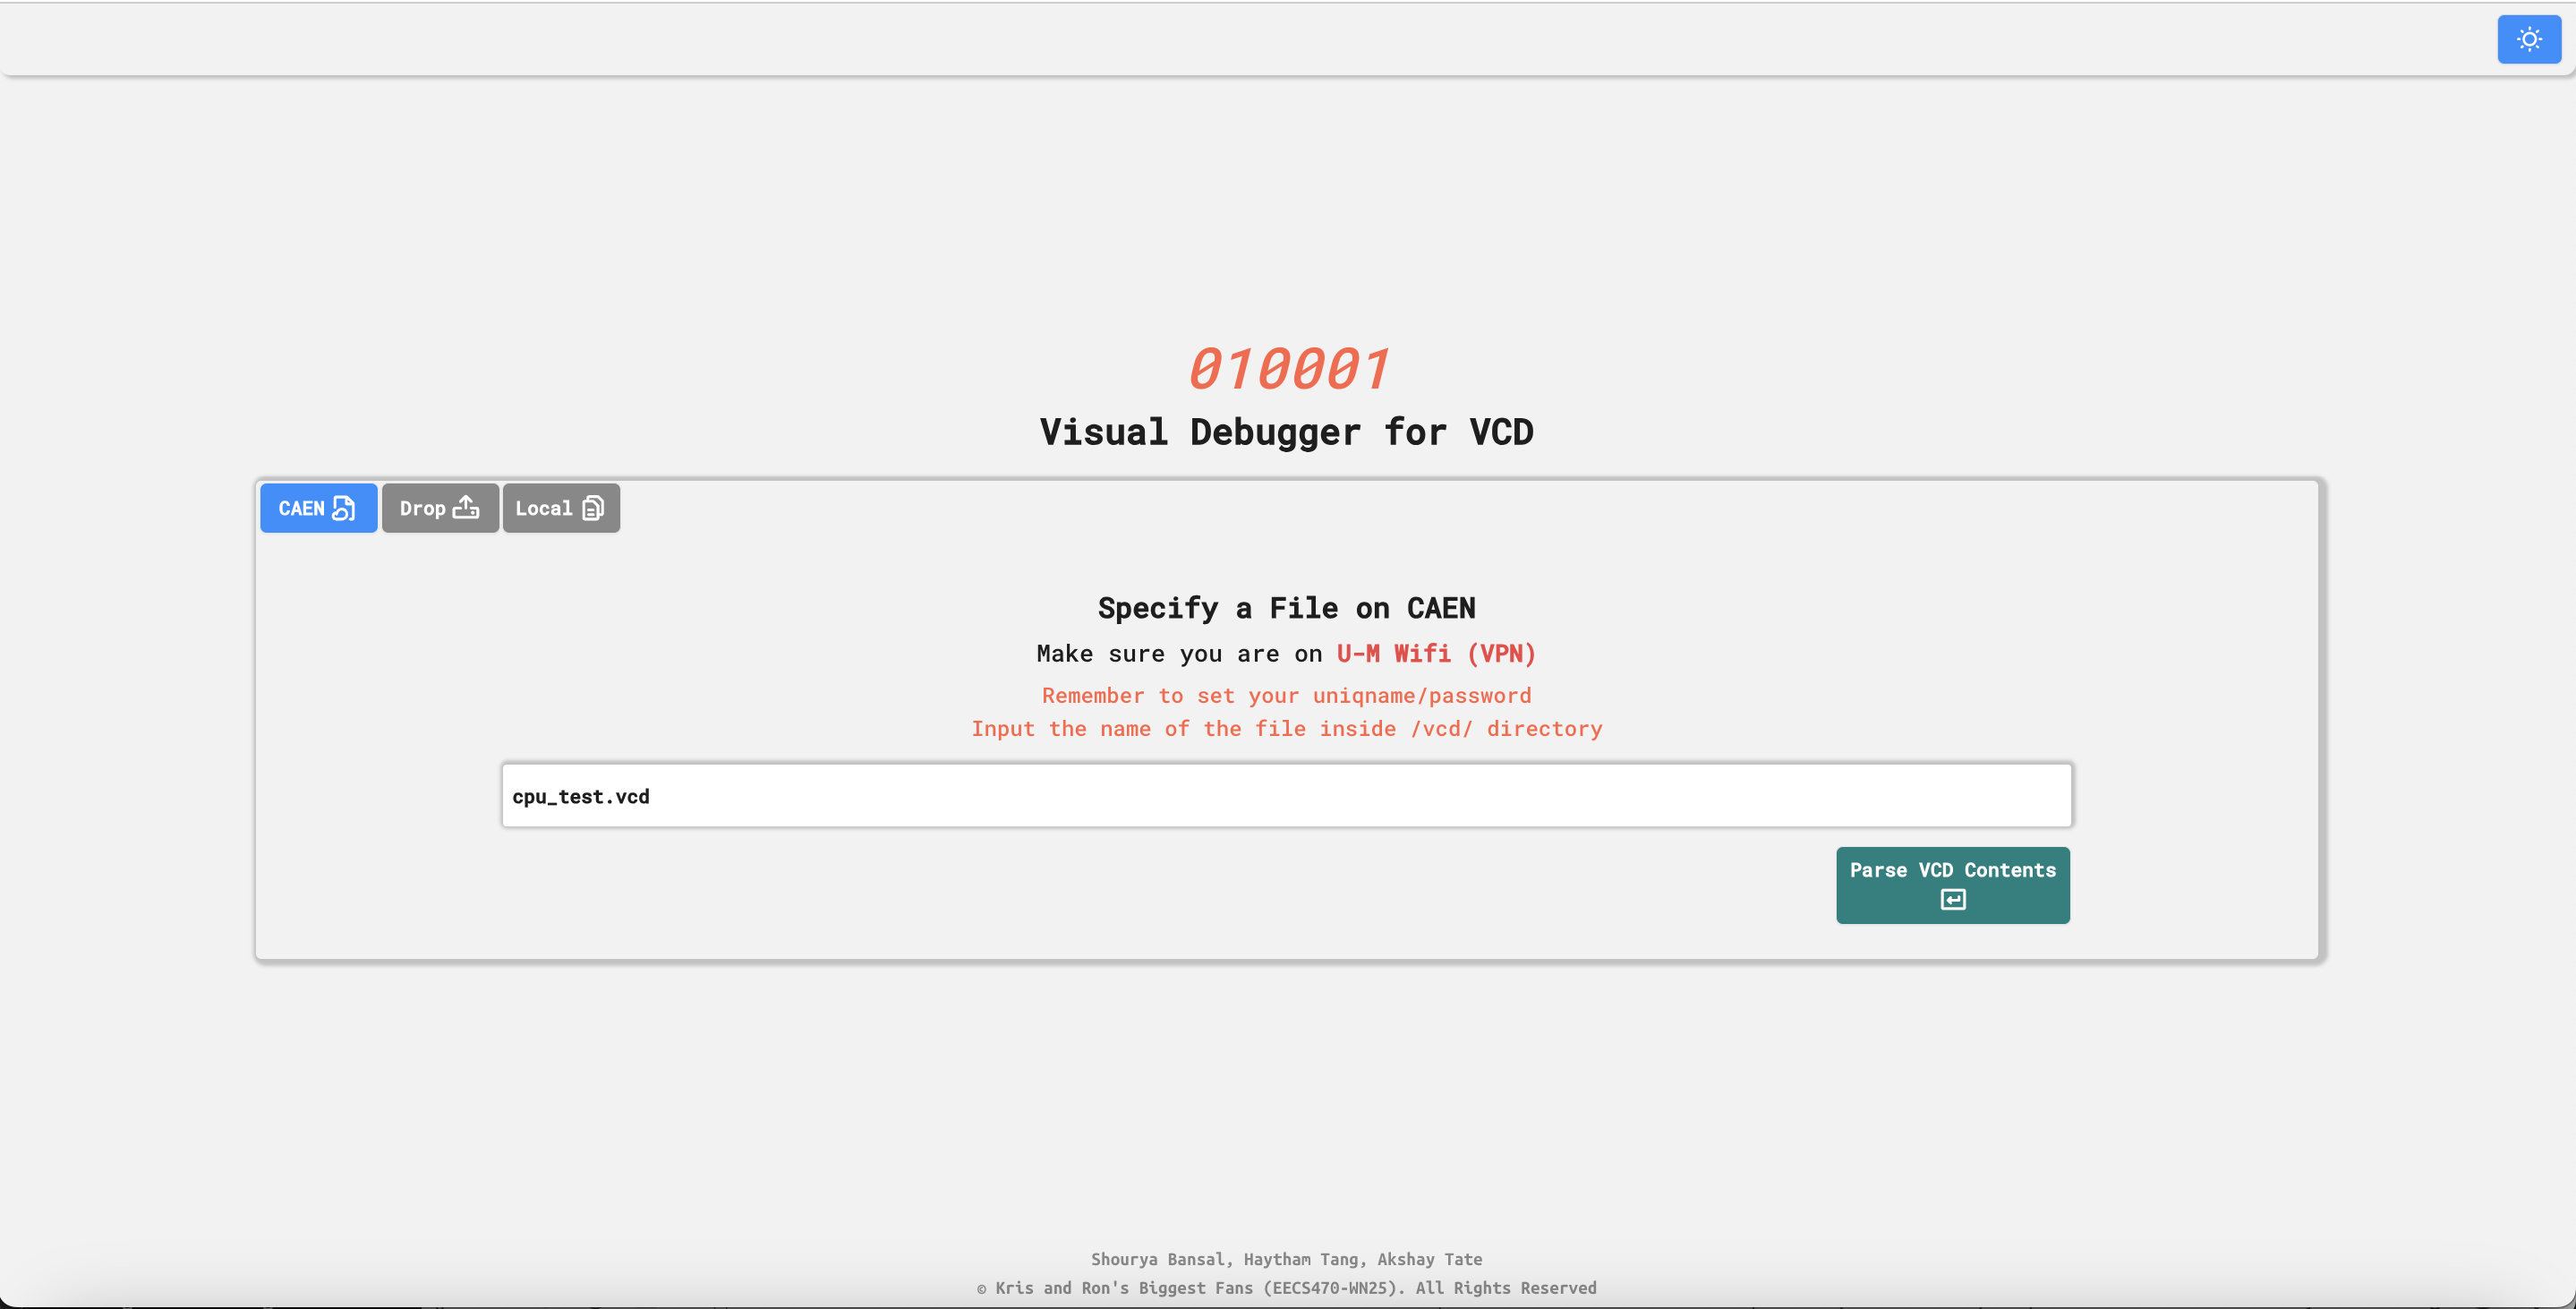 010001
Visual Debugger for VCD
CAEN
Drop
Local
Specify a File on CAEN
Make sure you are on U-M Wifi (VPN)
Remember to set your uniqname/password
Input the name of the file inside /vcd/ directory
cpu_test.vcd
Parse VCD Contents
Shourya Bansal, Haytham Tang, Akshay Tate
© Kris and Ron's Biggest Fans (EECS470-WN25). All Rights Reserved